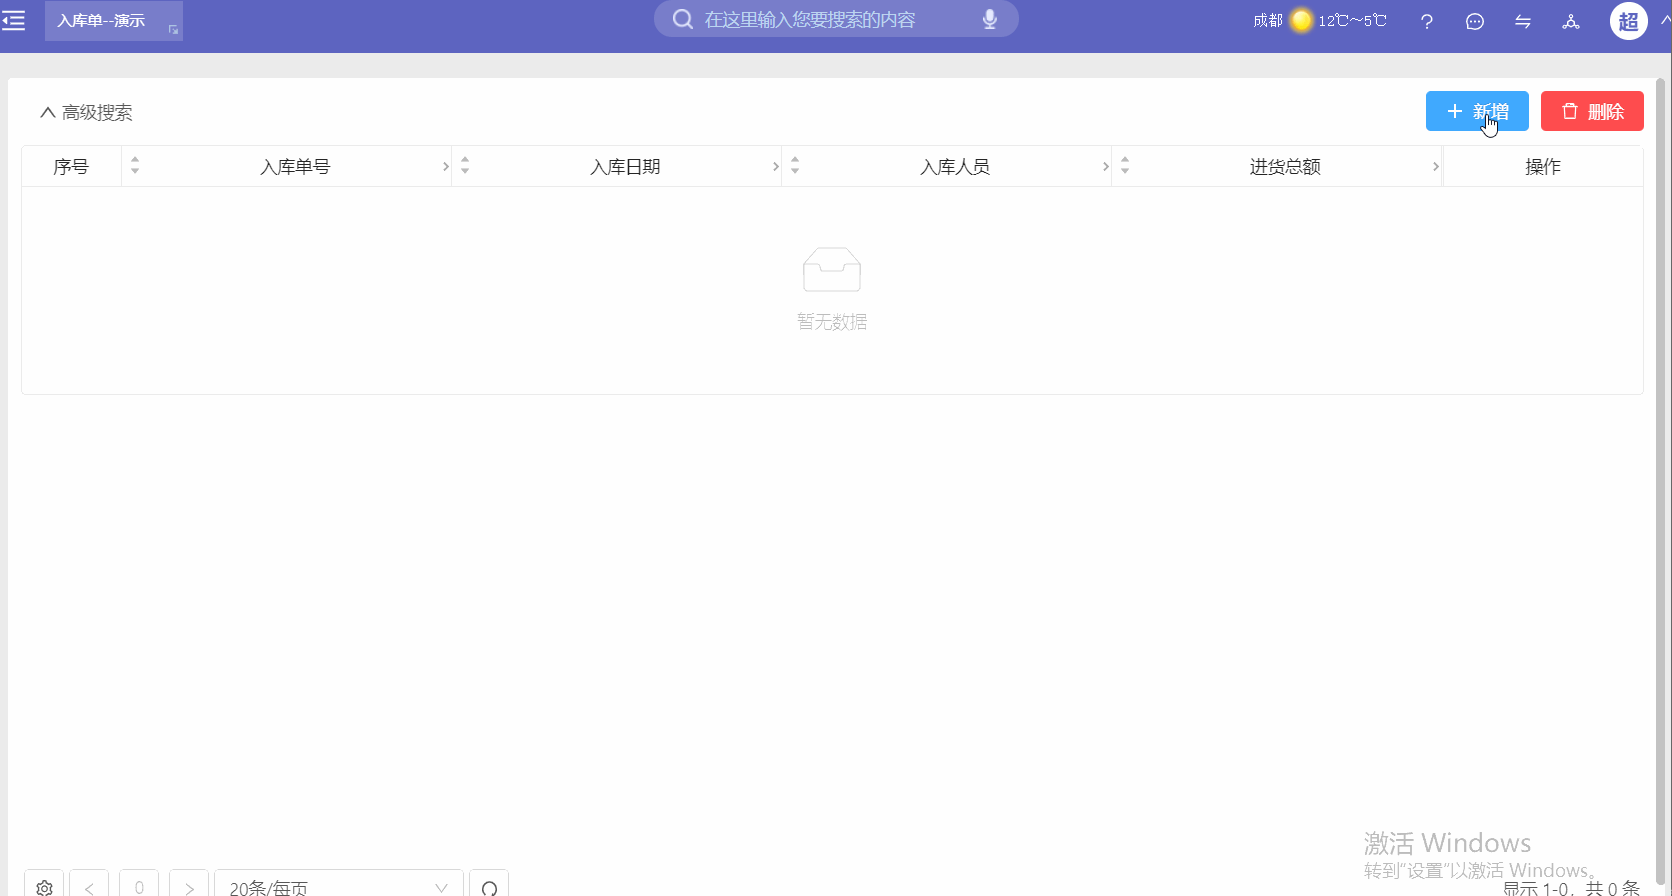 入库单--演示
在这里输入您要搜索的内容
成都 12℃~5℃
?
超
高级搜索
+ 新增
删除
序号 入库单号 入库日期 入库人员 进货总额 操作
暂无数据
激活 Windows
转到"设置"以激活 Windows。
< 0 > 20条/每页
显示 1-0，共 0 条